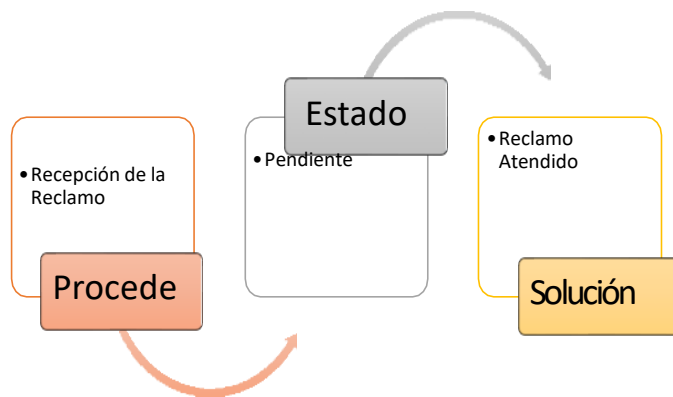 • Recepción de la
Reclamo
Procede
Estado
• Pendiente
• Reclamo
Atendido
Solución